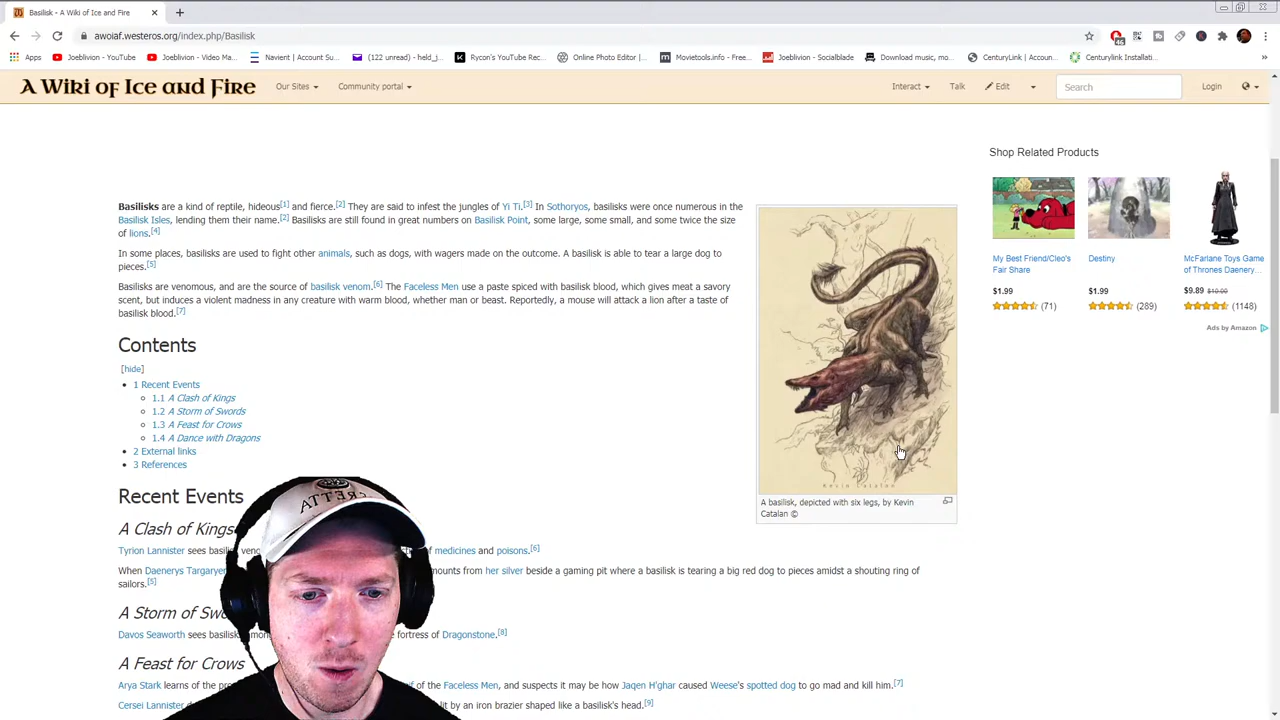 Basilisk - A Wiki of Ice and Fire
awoiaf.westeros.org/index.php/Basilisk
Apps Joeblivion - YouTube Joeblivion - Video Ma... Navient | Account Su... (122 unread) - held_j... Rycon's YouTube Rec... Online Photo Editor |... Movietools.info - Free... Joeblivion - Socialblade Download music, mo... CenturyLink | Accoun... Centurylink Installati...
A Wiki of Ice and Fire Our Sites Community portal Interact Talk Edit Search Login
Shop Related Products
Basilisks are a kind of reptile, hideous[1] and fierce.[2] They are said to infest the jungles of Yi Ti.[3] In Sothoryos, basilisks were once numerous in the
Basilisk Isles, lending them their name.[2] Basilisks are still found in great numbers on Basilisk Point, some large, some small, and some twice the size
of lions.[4]
In some places, basilisks are used to fight other animals, such as dogs, with wagers made on the outcome. A basilisk is able to tear a large dog to
pieces.[5]
Basilisks are venomous, and are the source of basilisk venom.[6] The Faceless Men use a paste spiced with basilisk blood, which gives meat a savory
scent, but induces a violent madness in any creature with warm blood, whether man or beast. Reportedly, a mouse will attack a lion after a taste of
basilisk blood.[7]
My Best Friend/Cleo's
Fair Share
$1.99
(71)
Destiny
$1.99
(289)
McFarlane Toys Game
of Thrones Daenery...
$9.89 $10.00
(1148)
Ads by Amazon
Contents
[hide]
1 Recent Events
1.1 A Clash of Kings
1.2 A Storm of Swords
1.3 A Feast for Crows
1.4 A Dance with Dragons
2 External links
3 References
Kevin Catalan
A basilisk, depicted with six legs, by Kevin
Catalan ©
Recent Events
A Clash of Kings
Tyrion Lannister sees basili of medicines and poisons.[6]
When Daenerys Targarye mounts from her silver beside a gaming pit where a basilisk is tearing a big red dog to pieces amidst a shouting ring of
sailors.[5]
A Storm of Sw
Davos Seaworth sees basilis fortress of Dragonstone.[8]
A Feast for Crows
Arya Stark learns of the of the Faceless Men, and suspects it may be how Jaqen H'ghar caused Weese's spotted dog to go mad and kill him.[7]
Cersei Lannister lit by an iron brazier shaped like a basilisk's head.[9]